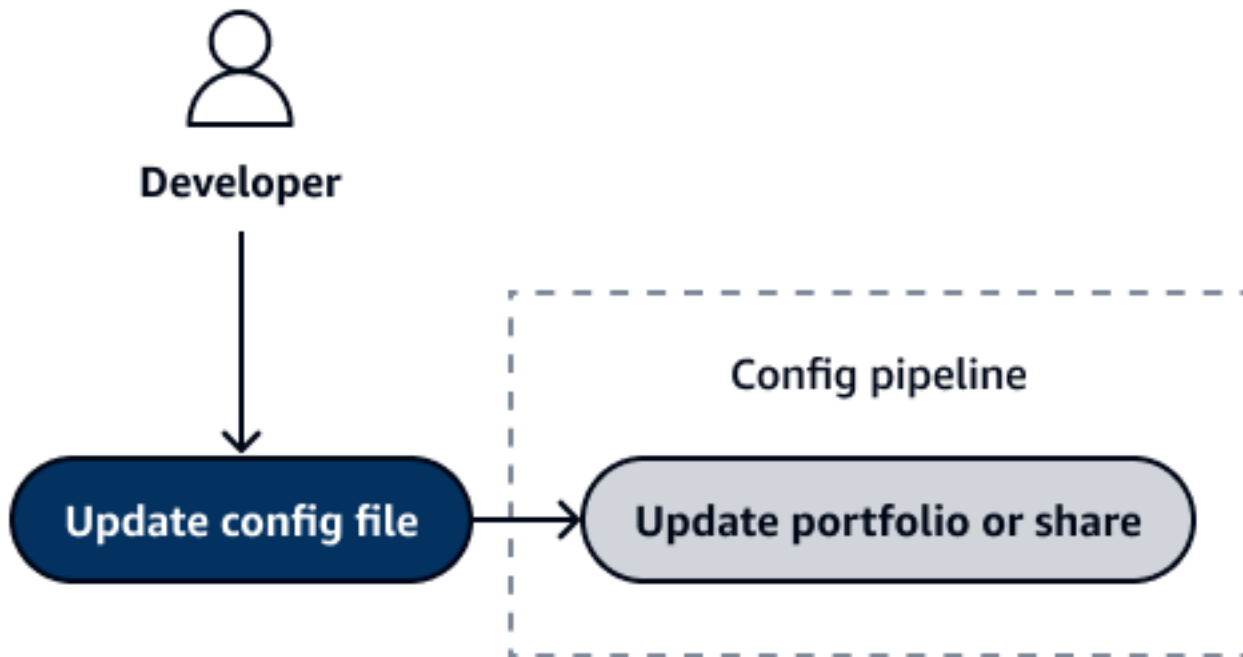 Developer
Config pipeline
Update config file
Update portfolio or share